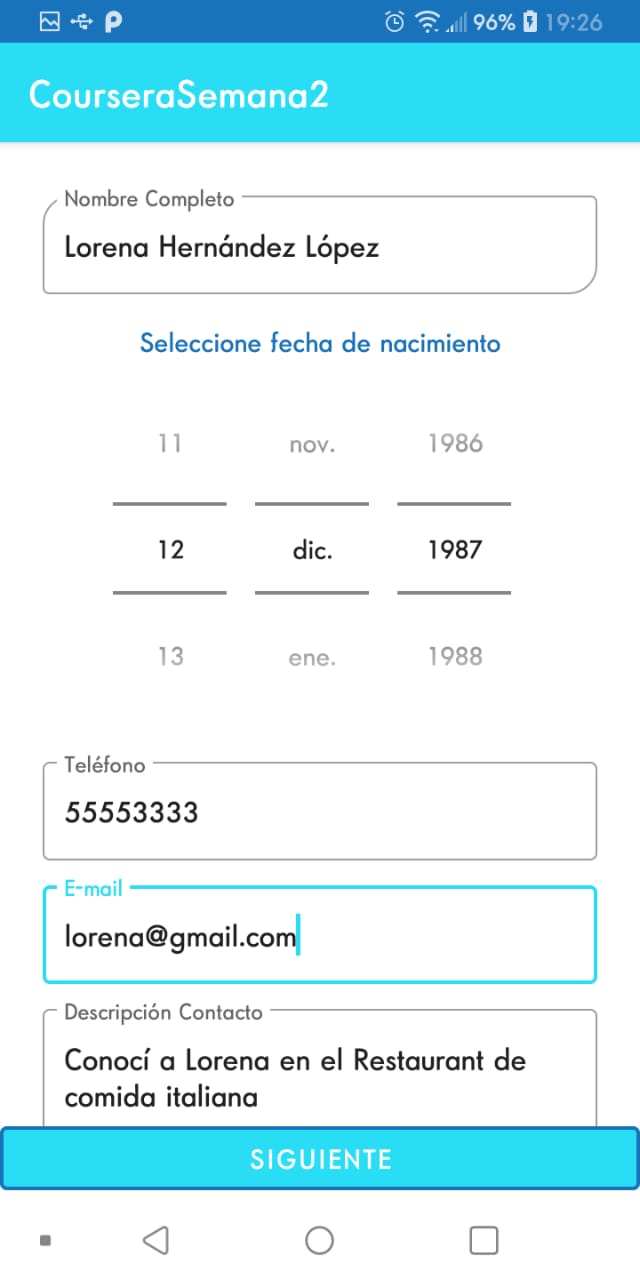 96% 19:26
CourseraSemana2
Nombre Completo
Lorena Hernández López
Seleccione fecha de nacimiento
11 nov. 1986
12 dic. 1987
13 ene. 1988
Teléfono
55553333
E-mail
lorena@gmail.com
Descripción Contacto
Conocí a Lorena en el Restaurant de
comida italiana
SIGUIENTE